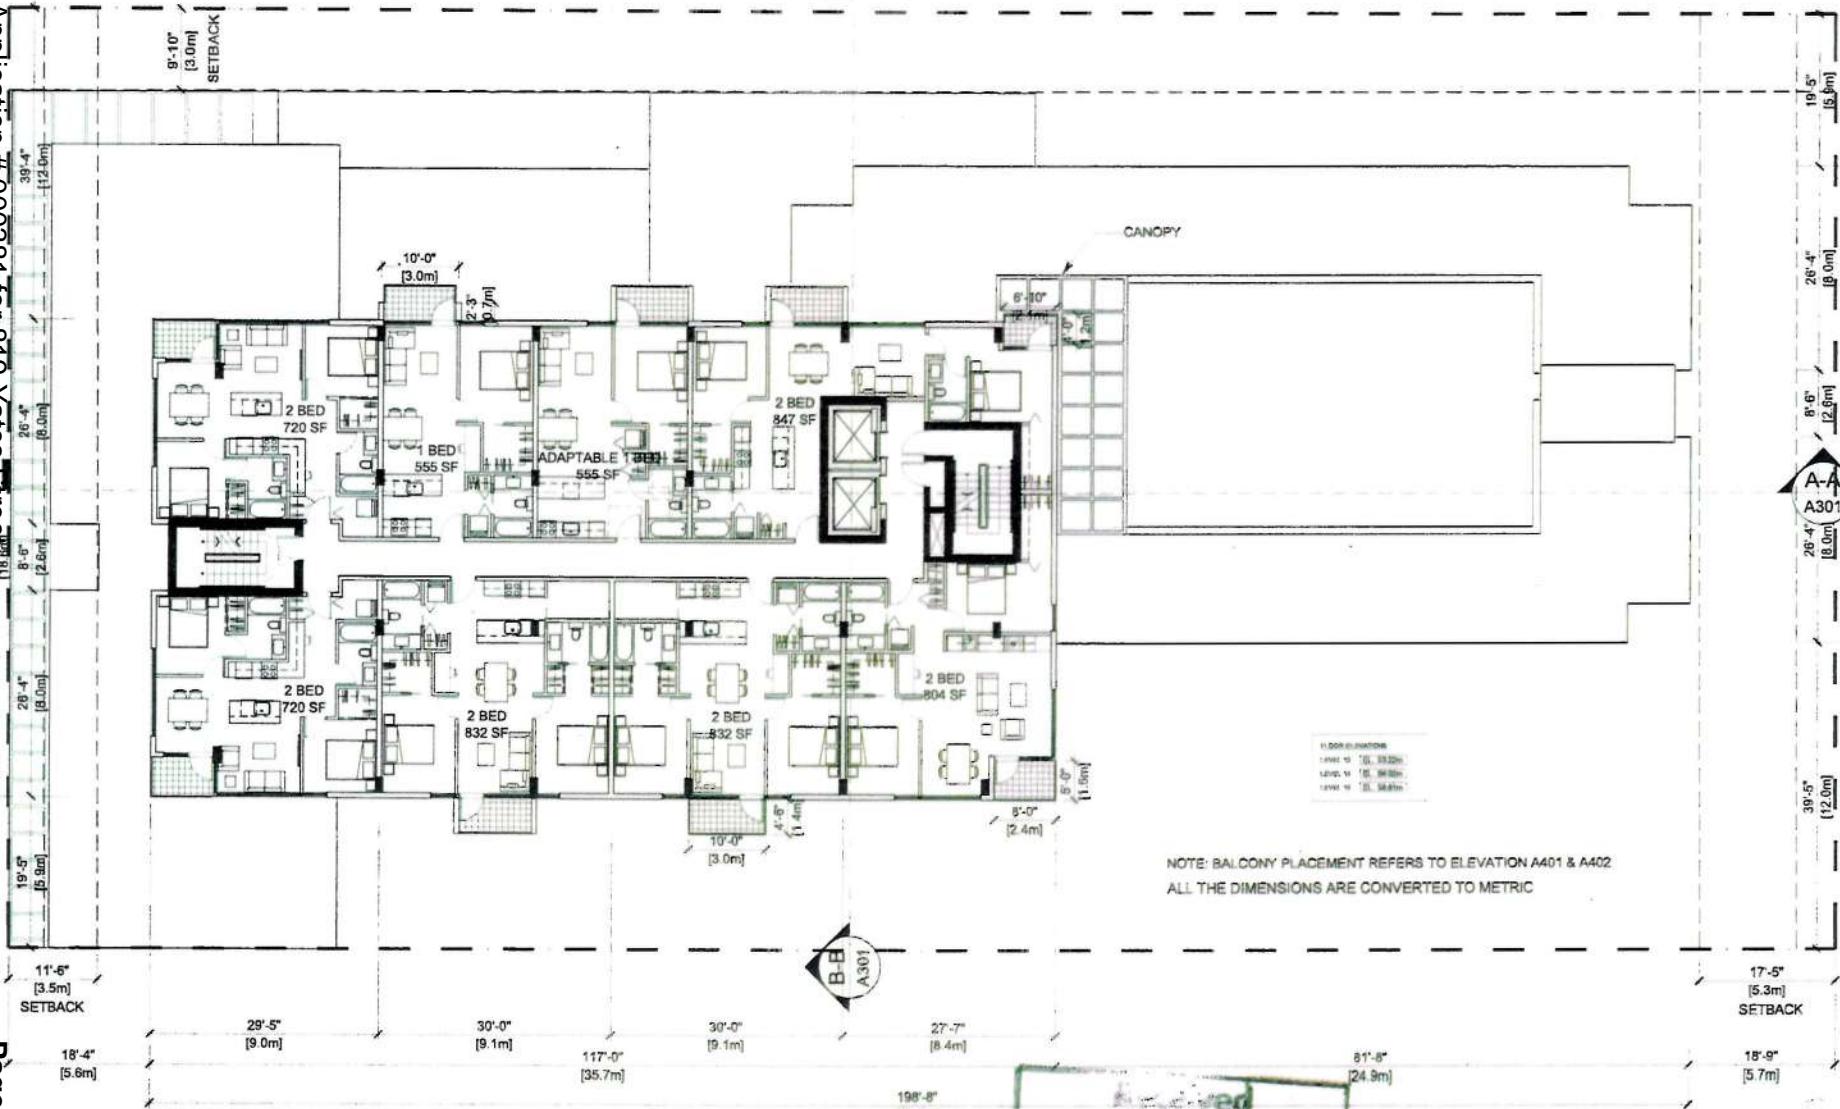 9'-10"
[3.0m]
SETBACK
19'-5"
[5.9m]
39'-4"
[12.0m]
CANOPY
10'-0"
[3.0m]
2'-3"
0.7m]
6'-10"
[2.1m]
26'-4"
[8.0m]
2 BED
720 SF
1 BED
555 SF
ADAPTABLE 1 BED
555 SF
2 BED
847 SF
26'-4"
[8.0m]
8'-6"
[2.6m]
A-A
A301
8'-6"
[2.6m]
26'-4"
[8.0m]
26'-4"
[8.0m]
2 BED
720 SF
2 BED
832 SF
2 BED
832 SF
2 BED
804 SF
FLOOR ELEVATIONS
5'-0"
[1.5m]
8'-0"
[2.4m]
4'-6"
[1.4m]
10'-0"
[3.0m]
39'-5"
[12.0m]
19'-5"
[5.9m]
NOTE: BALCONY PLACEMENT REFERS TO ELEVATION A401 & A402
ALL THE DIMENSIONS ARE CONVERTED TO METRIC
B-B
A301
11'-6"
[3.5m]
SETBACK
17'-5"
[5.3m]
SETBACK
29'-5"
[9.0m]
30'-0"
[9.1m]
30'-0"
[9.1m]
27'-7"
[8.4m]
18'-4"
[5.6m]
117'-0"
[35.7m]
81'-8"
[24.9m]
18'-9"
[5.7m]
198'-8"